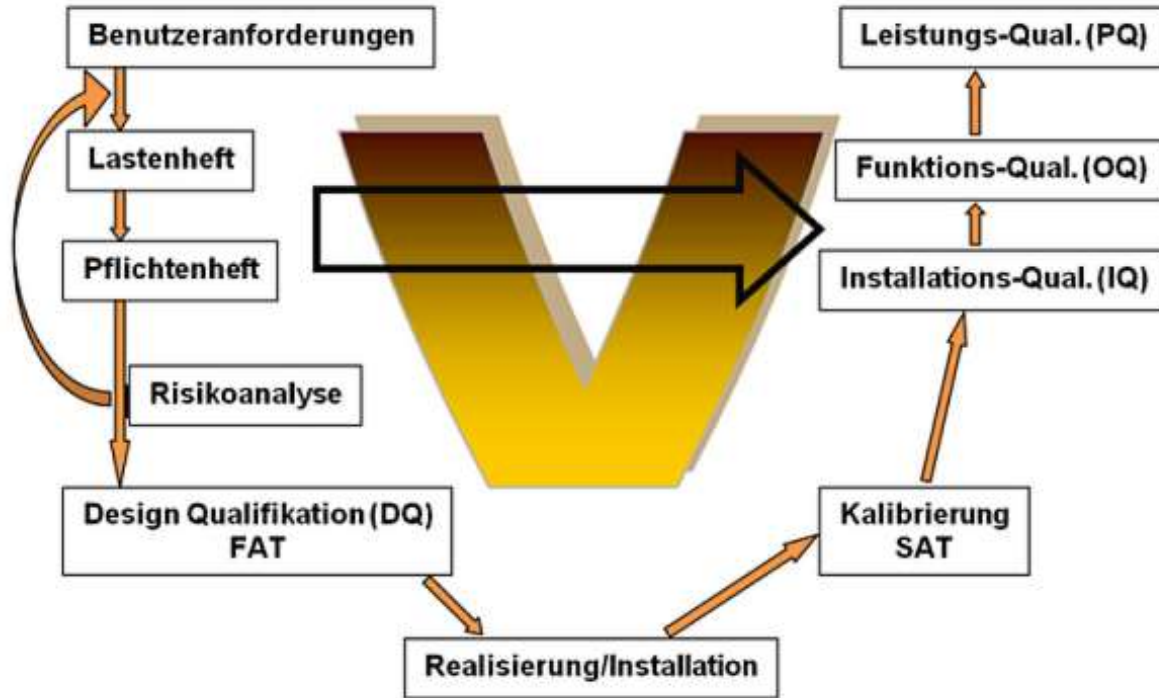 Benutzeranforderungen
Lastenheft
Pflichtenheft
Risikoanalyse
Design Qualifikation (DQ)
FAT
Realisierung/Installation
Kalibrierung
SAT
Installations-Qual. (IQ)
Funktions-Qual. (OQ)
Leistungs-Qual. (PQ)
V